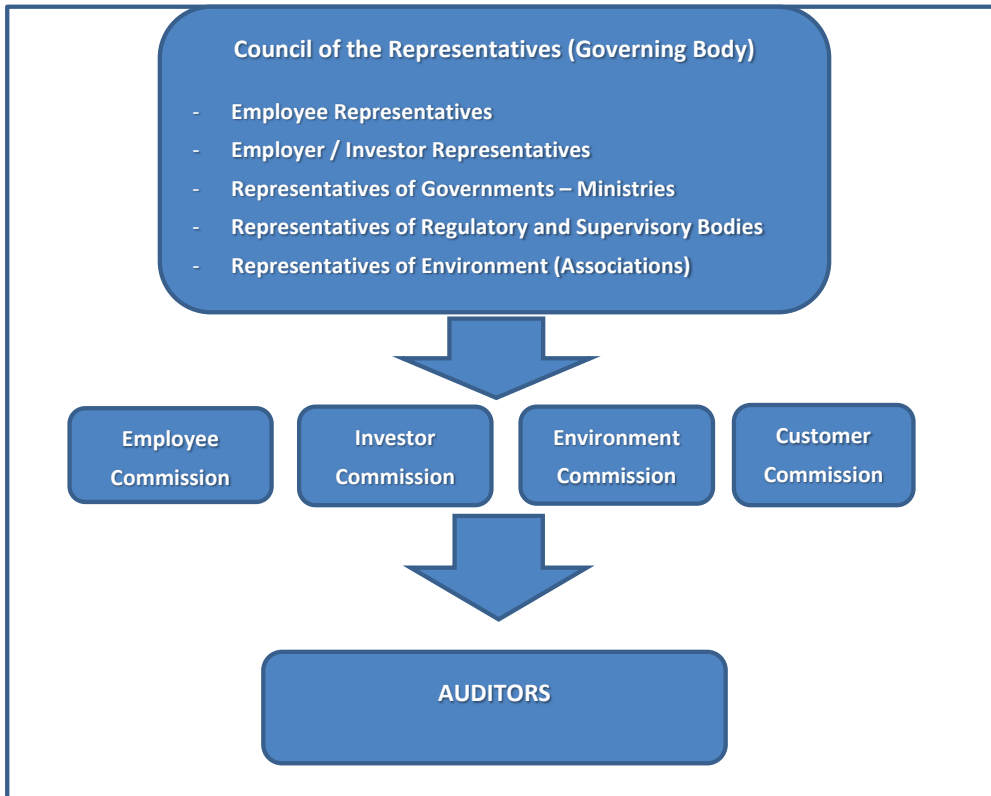 Council of the Representatives (Governing Body)
- Employee Representatives
- Employer / Investor Representatives
- Representatives of Governments – Ministries
- Representatives of Regulatory and Supervisory Bodies
- Representatives of Environment (Associations)
Employee
Commission
Investor
Commission
Environment
Commission
Customer
Commission
AUDITORS